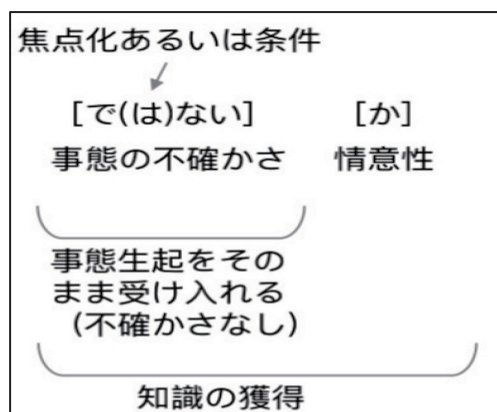 焦点化あるいは条件
[で(は)ない] [か]
事態の不確かさ 情意性
事態生起をその
まま受け入れる
(不確かさなし)
知識の獲得